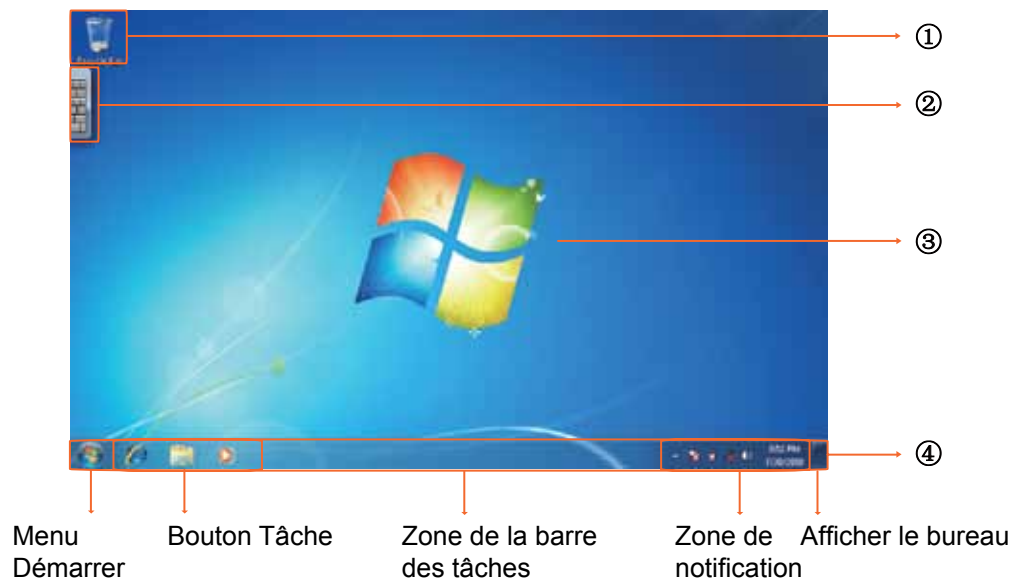 ①
②
③
④
Menu
Démarrer
Bouton Tâche
Zone de la barre
des tâches
Zone de
notification
Afficher le bureau